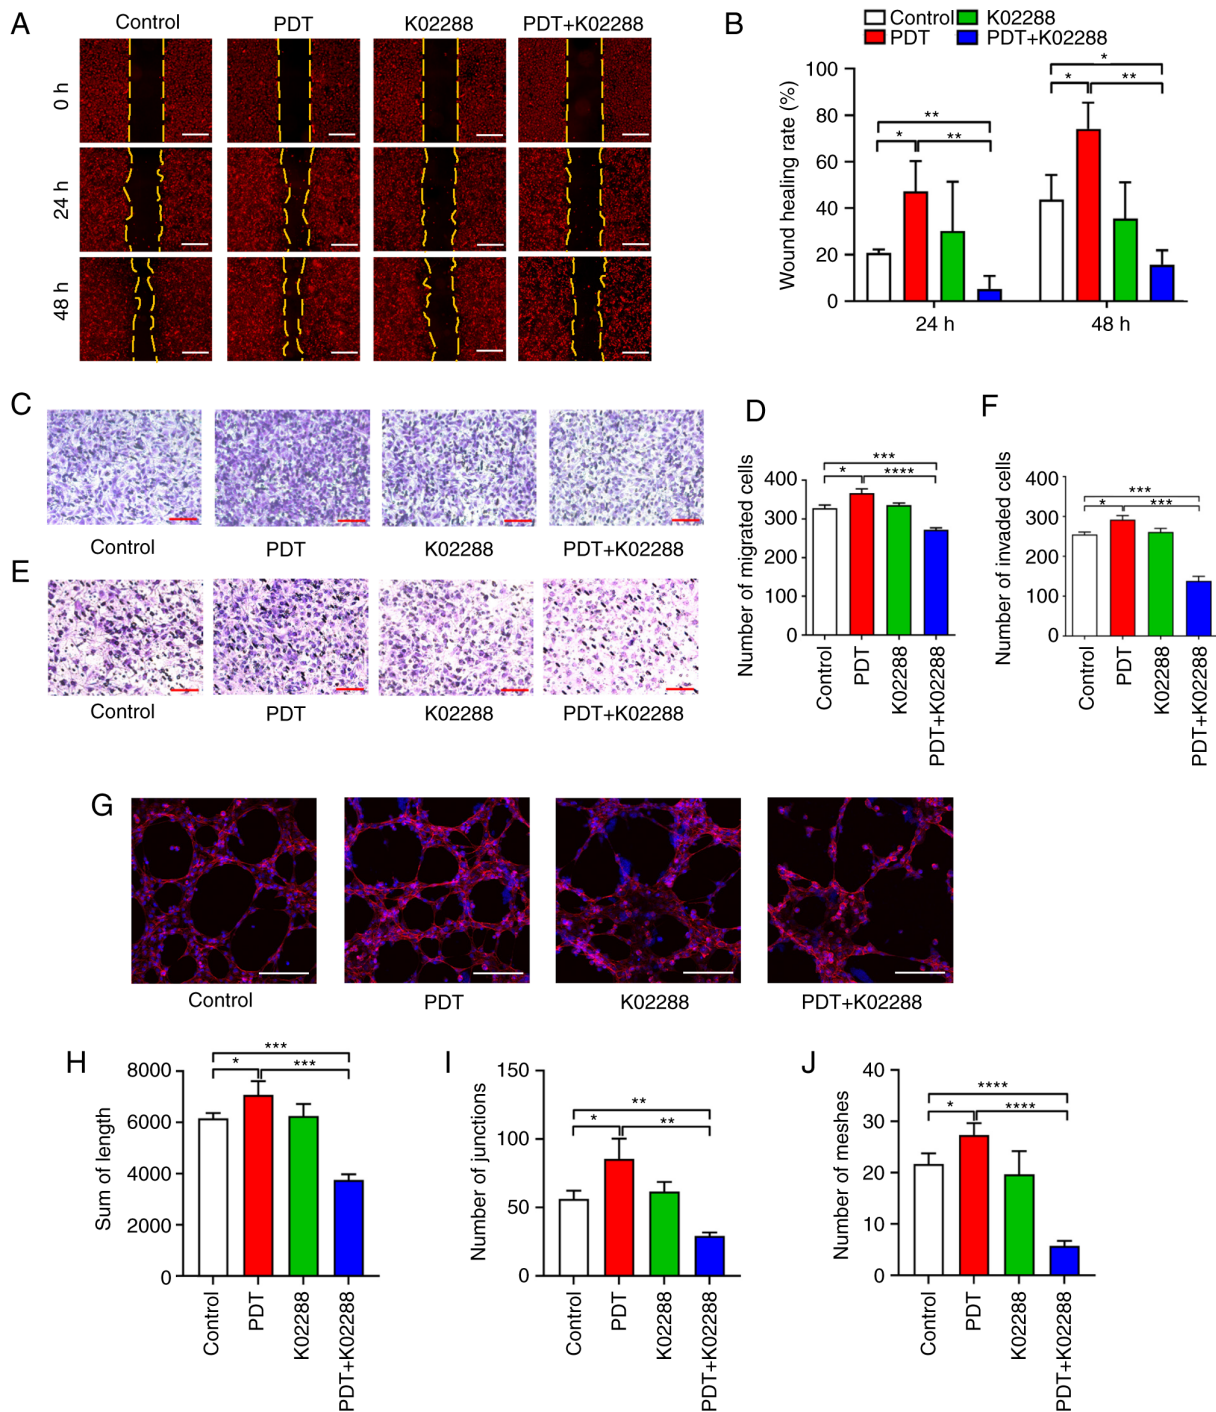 A
Control
PDT
K02288
PDT+K02288
0 h
24 h
48 h
B
Control
K02288
PDT
PDT+K02288
Wound healing rate (%)
100
80
60
40
20
0
**
*
**
*
*
**
24 h
48 h
C
Control
PDT
K02288
PDT+K02288
D
Number of migrated cells
400
300
200
100
0
***
*
****
Control
PDT
K02288
PDT+K02288
F
Number of invaded cells
400
300
200
100
0
***
*
***
Control
PDT
K02288
PDT+K02288
E
Control
PDT
K02288
PDT+K02288
G
Control
PDT
K02288
PDT+K02288
H
Sum of length
8000
6000
4000
2000
0
***
*
***
Control
PDT
K02288
PDT+K02288
I
Number of junctions
150
100
50
0
**
*
**
Control
PDT
K02288
PDT+K02288
J
Number of meshes
40
30
20
10
0
****
*
****
Control
PDT
K02288
PDT+K02288